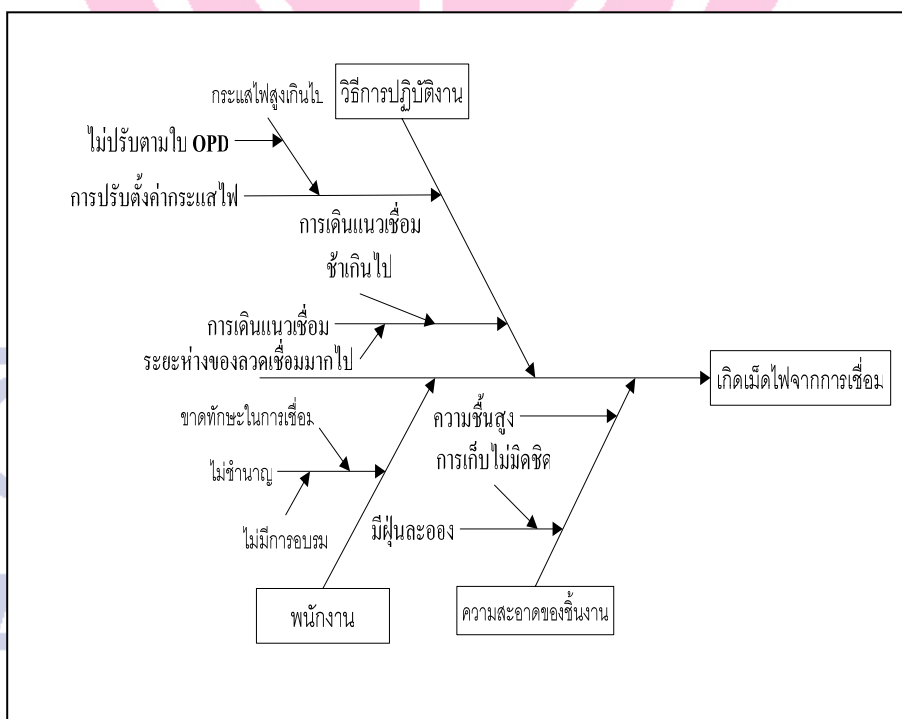 กระแสไฟสูงเกินไป
วิธีการปฏิบัติงาน
ไม่ปรับตามใบ OPD
การปรับตั้งค่ากระแสไฟ
การเดินแนวเชื่อม
ช้าเกินไป
การเดินแนวเชื่อม
ระยะห่างของลวดเชื่อมมากไป
เกิดเม็ดไฟจากการเชื่อม
ขาดทักษะในการเชื่อม
ความชื้นสูง
การเก็บไม่มิดชิด
ไม่ชำนาญ
มีฝุ่นละออง
ไม่มีการอบรม
พนักงาน
ความสะอาดของชิ้นงาน